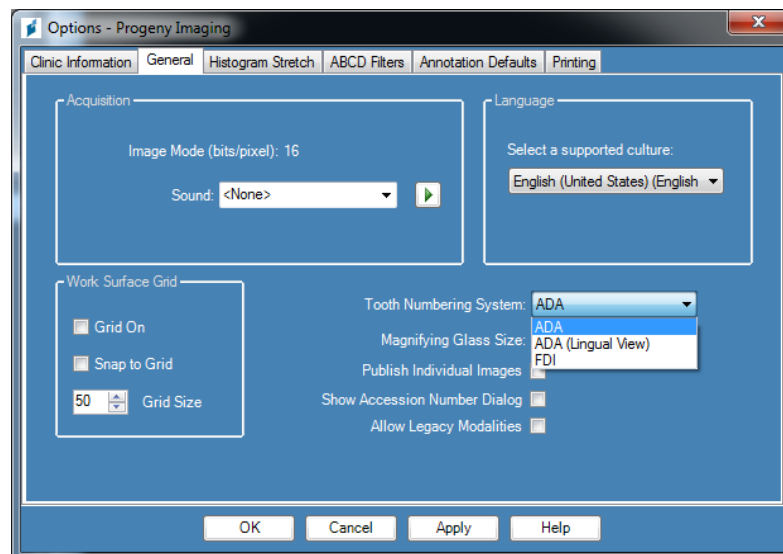 Options - Progeny Imaging
Clinic Information General Histogram Stretch ABCD Filters Annotation Defaults Printing
Acquisition
Image Mode (bits/pixel): 16
Sound: <None>
Language
Select a supported culture:
English (United States) (English
Work Surface Grid
Grid On
Snap to Grid
50 Grid Size
Tooth Numbering System: ADA
ADA
ADA (Lingual View)
FDI
Magnifying Glass Size:
Publish Individual Images
Show Accession Number Dialog
Allow Legacy Modalities
OK Cancel Apply Help